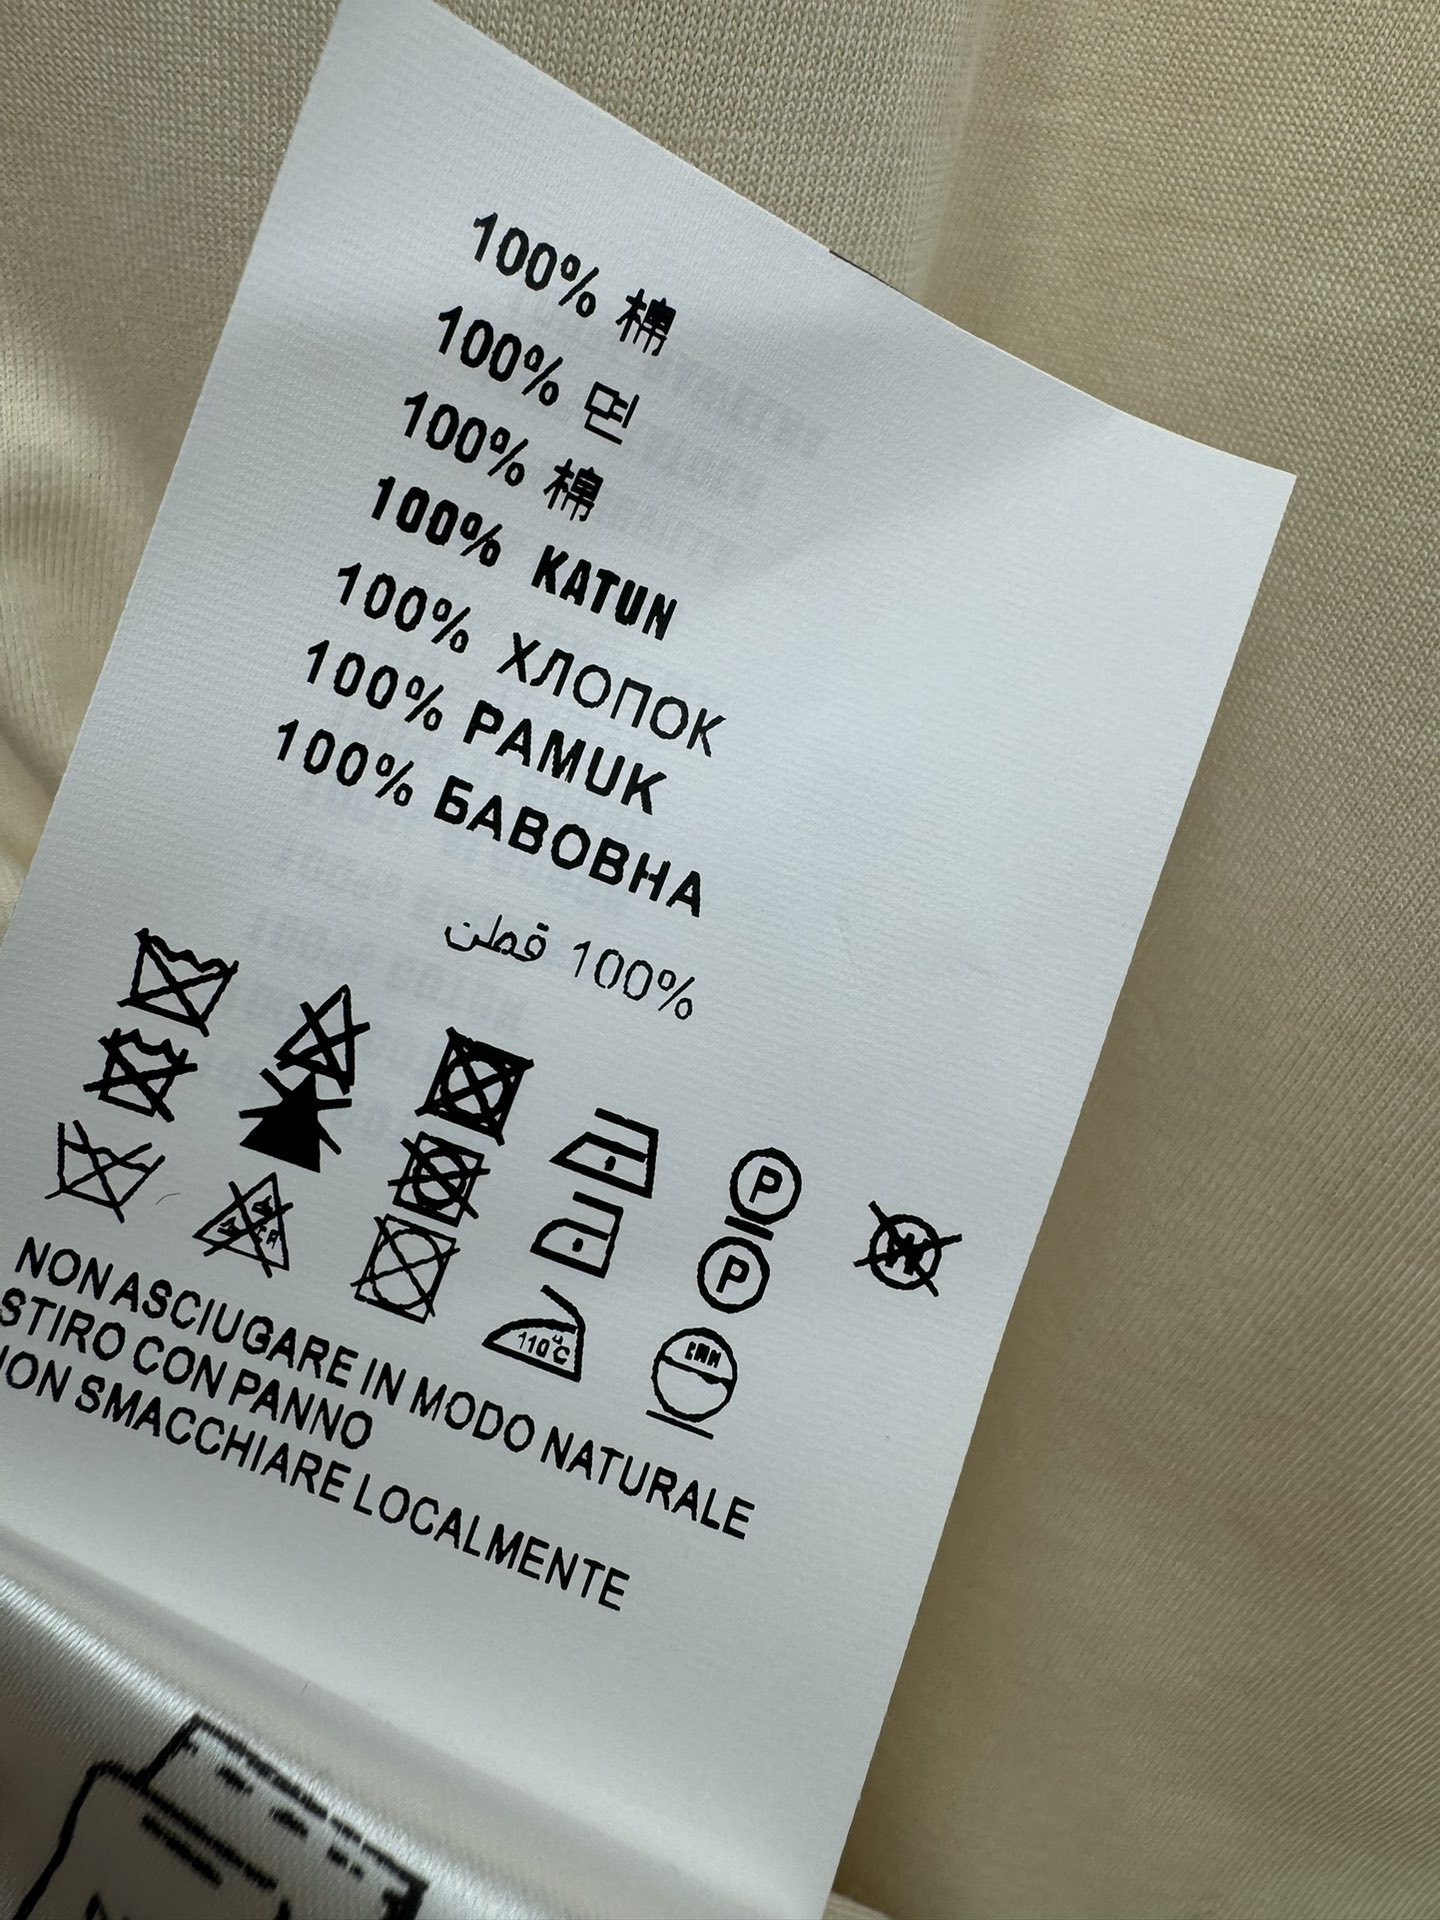 100% 棉
100% 면
100% 棉
100% KATUN
100% ХЛОПОК
100% PAMUK
100% БАВОВНА
100% قطن
P
P
110°C
NON ASCIUGARE IN MODO NATURALE
STIRO CON PANNO
NON SMACCHIARE LOCALMENTE